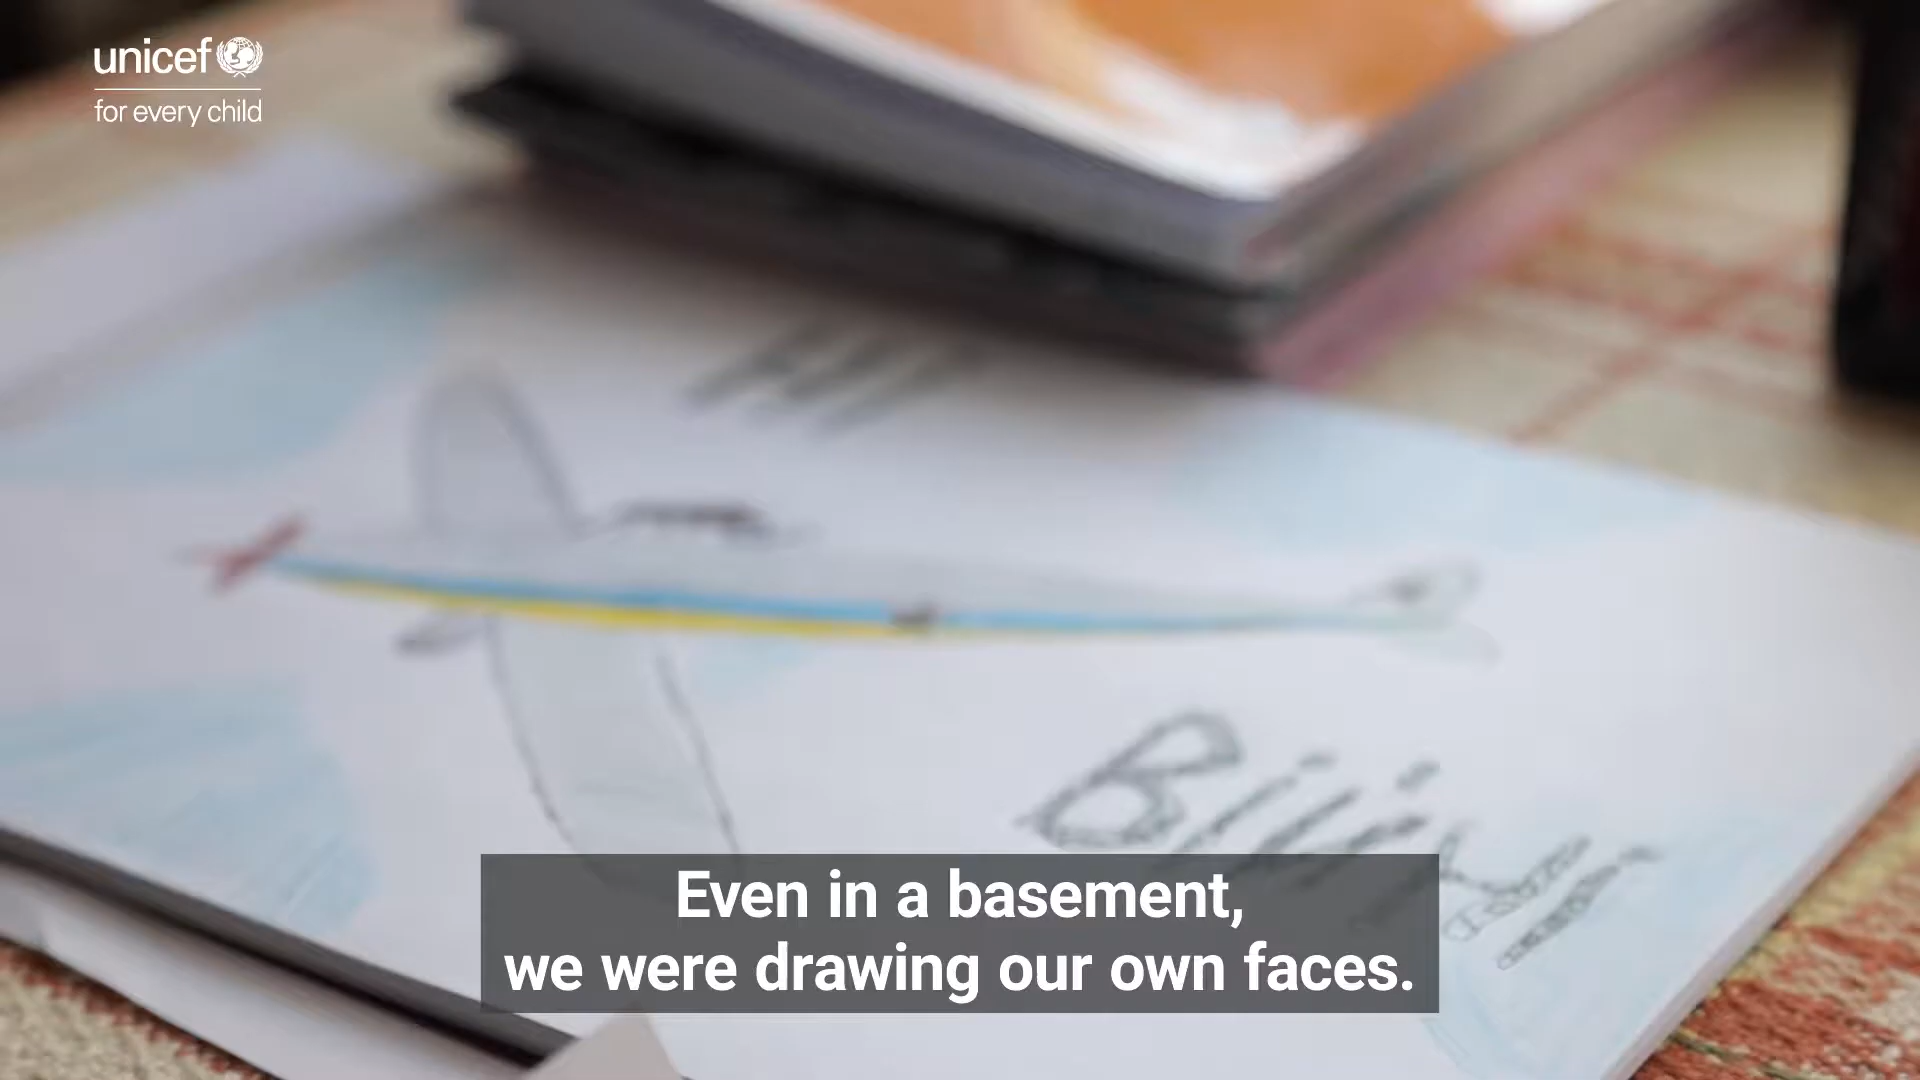 unicef
for every child
Even in a basement,
we were drawing our own faces.